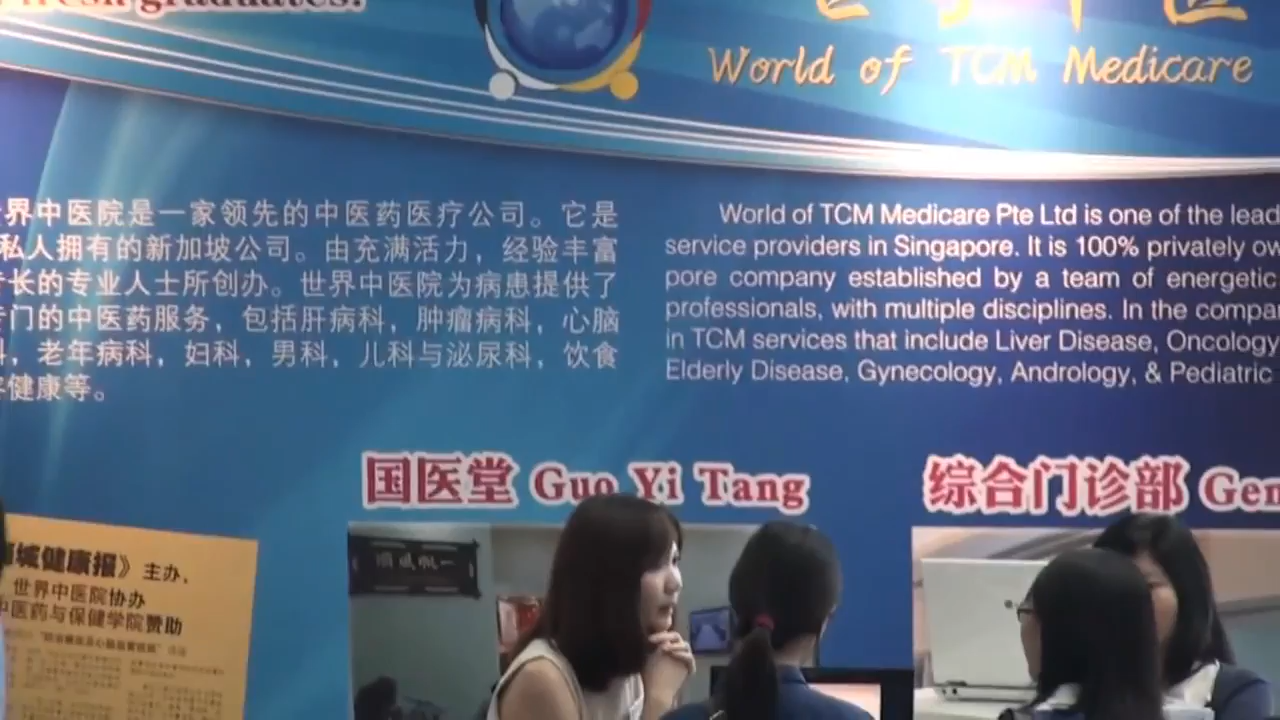 fresh graduates!
World of TCM Medicare
界中医院是一家领先的中医药医疗公司。它是
私人拥有的新加坡公司。由充满活力，经验丰富
长的专业人士所创办。世界中医院为病患提供了
门的中医药服务，包括肝病科，肿瘤病科，心脑
，老年病科，妇科，男科，儿科与泌尿科，饮食
健康等。
World of TCM Medicare Pte Ltd is one of the lead
service providers in Singapore. It is 100% privately ow
pore company established by a team of energetic
professionals, with multiple disciplines. In the compa
in TCM services that include Liver Disease, Oncology
Elderly Disease, Gynecology, Andrology, & Pediatric
国医堂 Guo Yi Tang
综合门诊部 Gen
城健康报》主办、
世界中医院协办
中医药与保健学院赞助